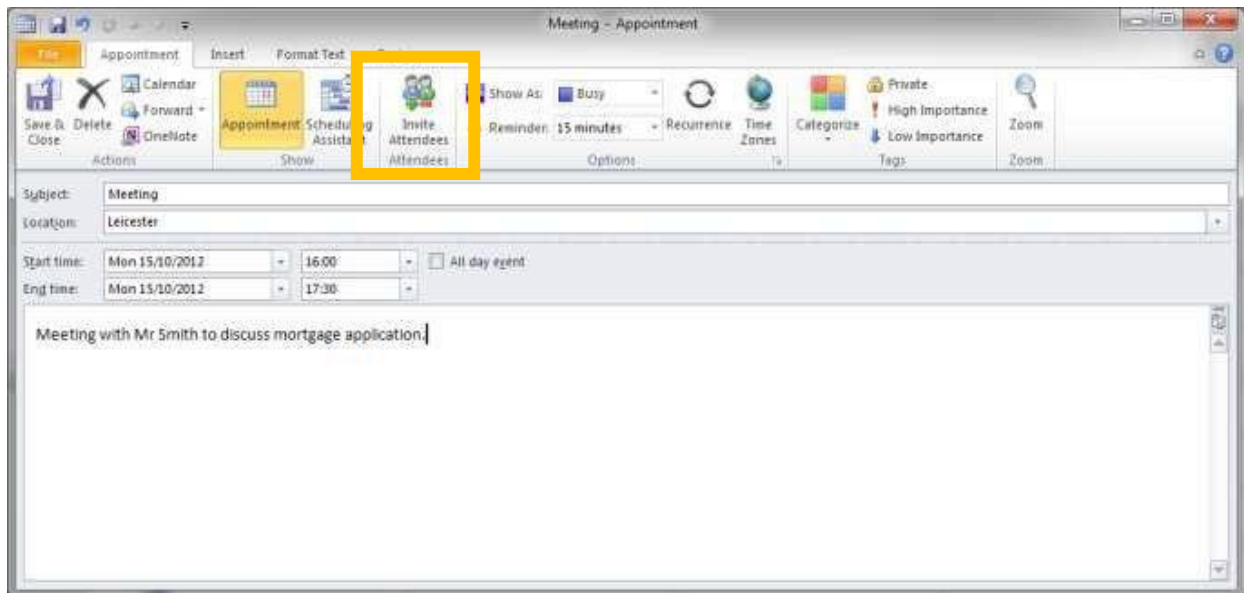 Meeting - Appointment
File Appointment Insert Format Text
Calendar
Forward
OneNote
Save & Close
Delete
Actions
Appointment
Scheduling Assistant
Show
Invite Attendees
Attendees
Show As: Busy
Reminder: 15 minutes
Recurrence
Time Zones
Options
Categorize
Private
High Importance
Low Importance
Tags
Zoom
Zoom
Subject: Meeting
Location: Leicester
Start time: Mon 15/10/2012 16:00 All day event
End time: Mon 15/10/2012 17:30
Meeting with Mr Smith to discuss mortgage application.